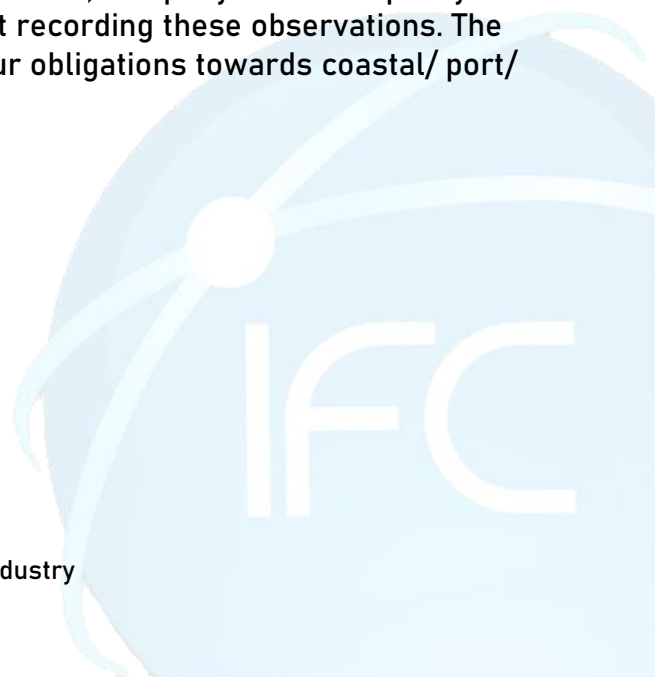 t recording these observations. The
ur obligations towards coastal/ port/
IFC
dustry